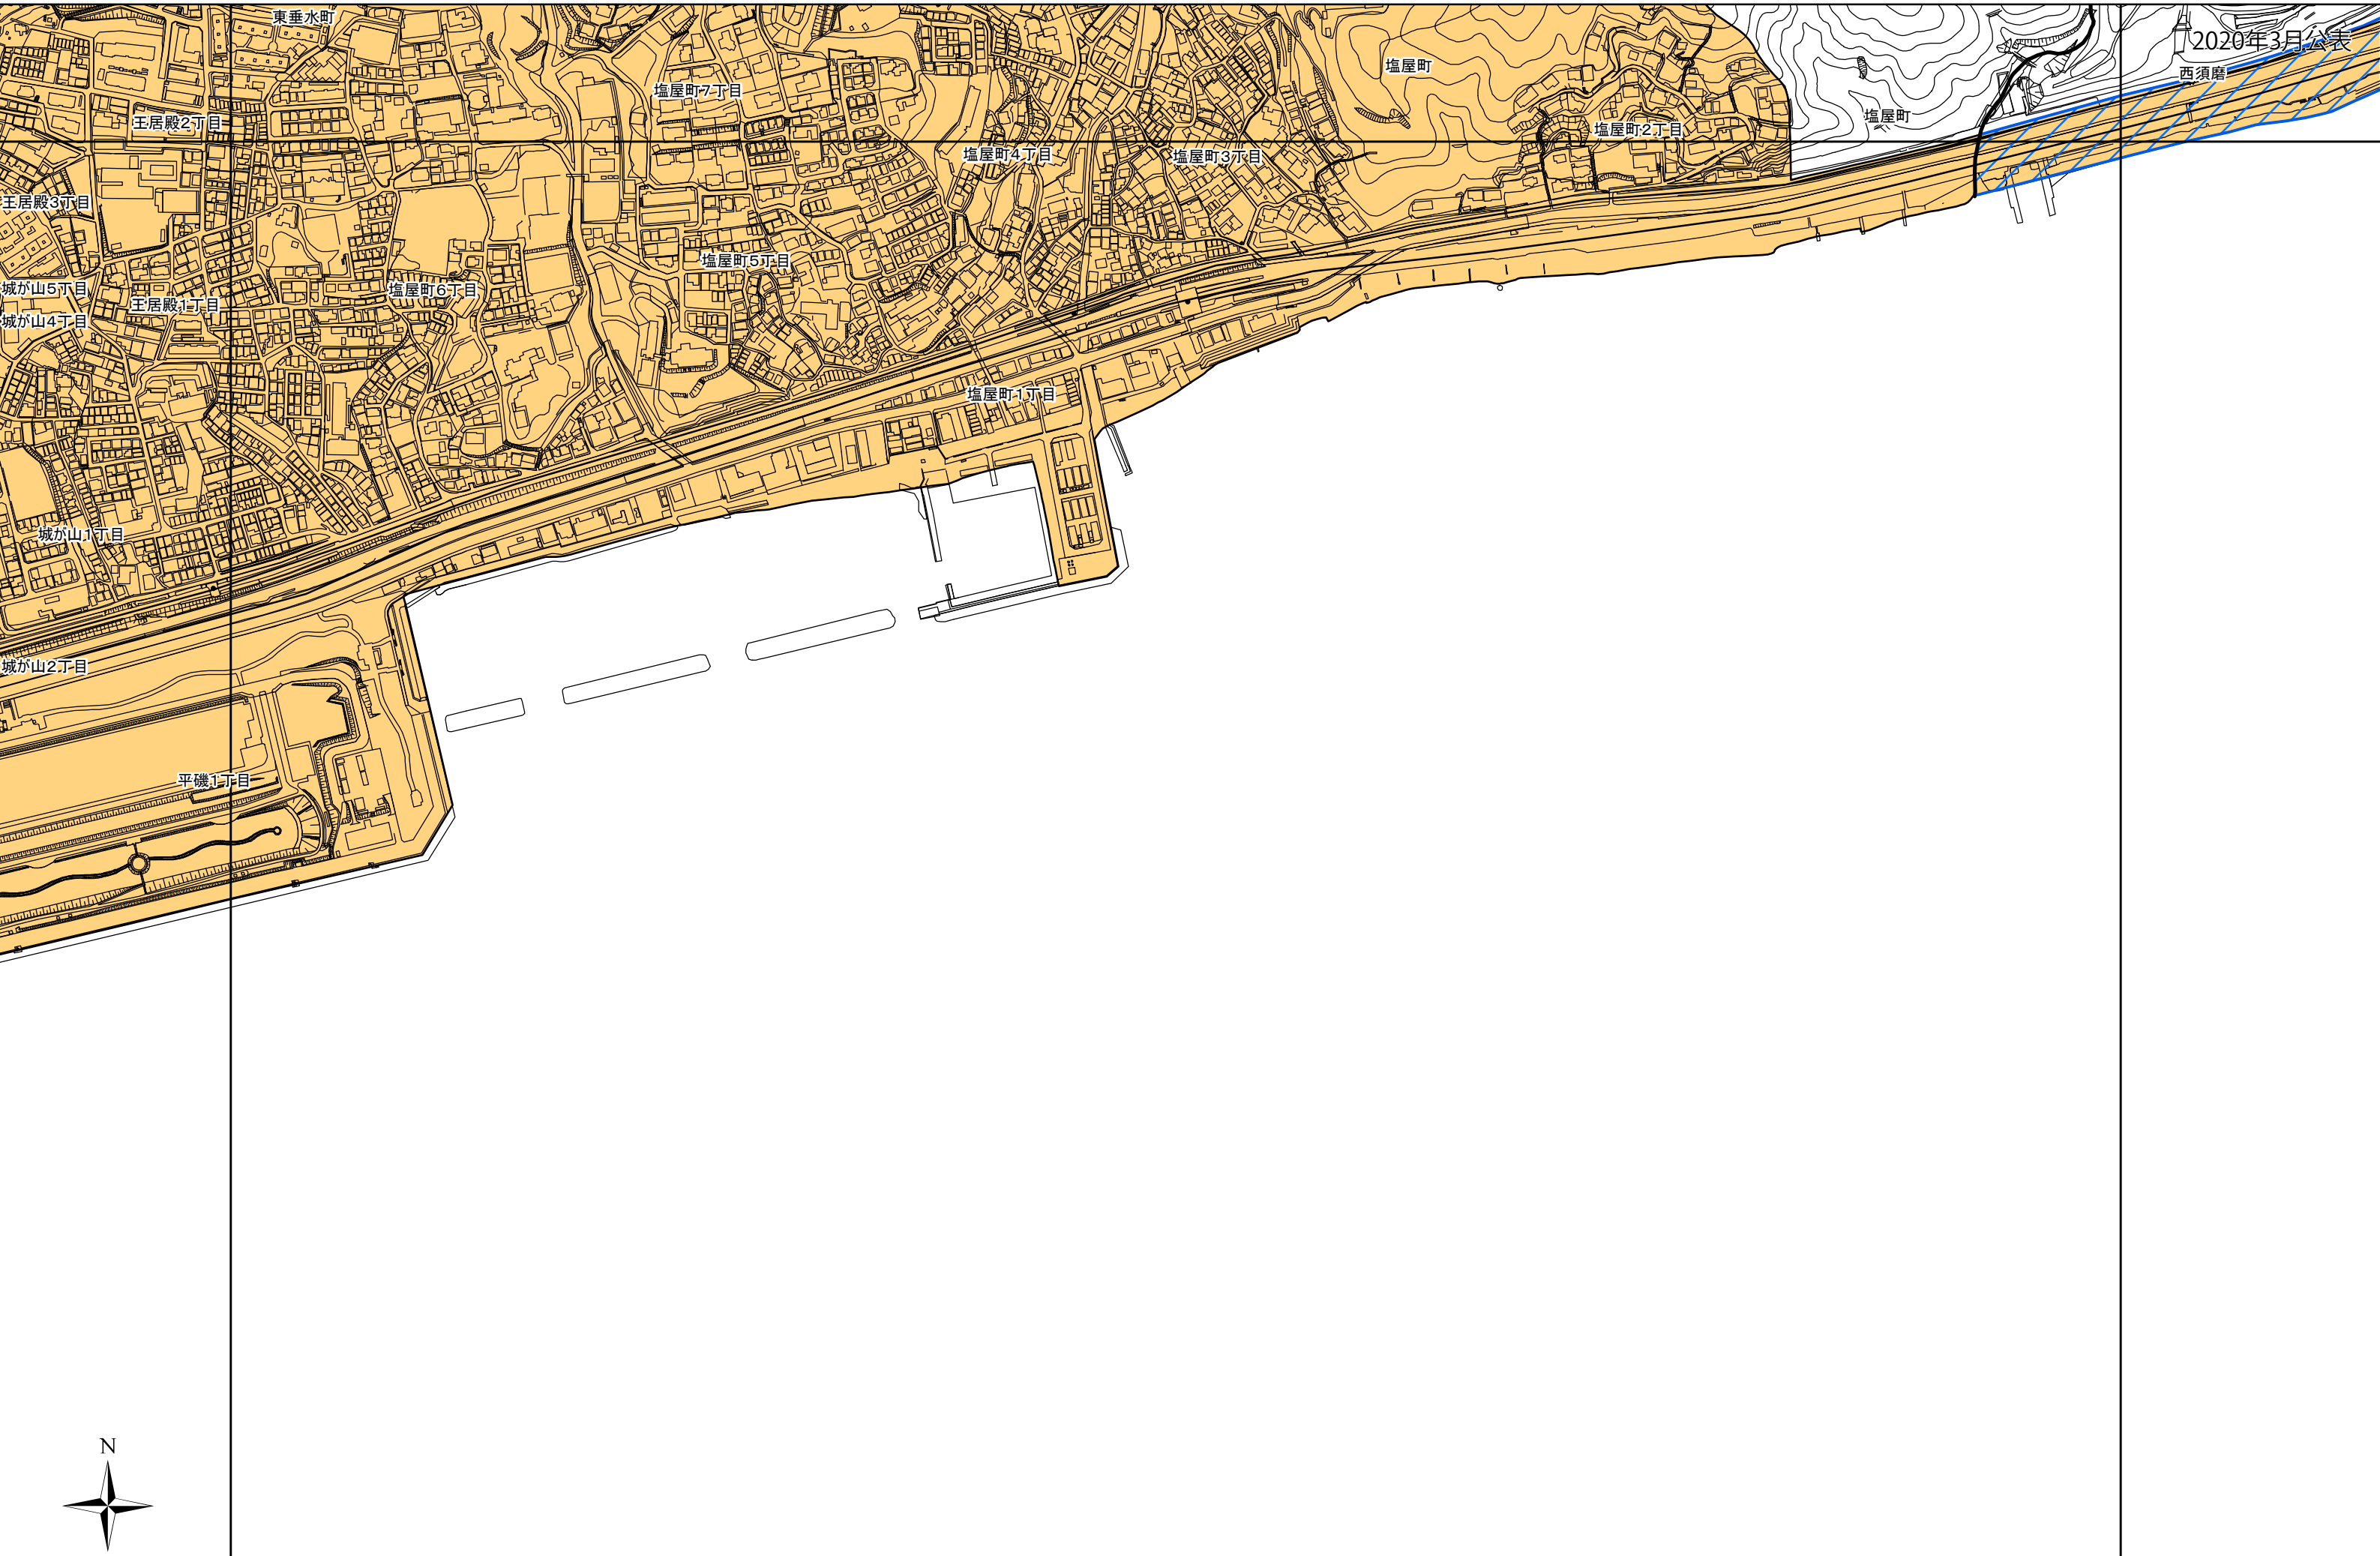 東垂水町
2020年3月公表
塩屋町
西須磨
塩屋町7丁目
塩屋町
王居殿2丁目
塩屋町2丁目
塩屋町4丁目
塩屋町3丁目
王居殿3丁目
塩屋町5丁目
城が山5丁目
塩屋町6丁目
王居殿1丁目
城が山4丁目
塩屋町1丁目
城が山1丁目
城が山2丁目
平磯1丁目
N